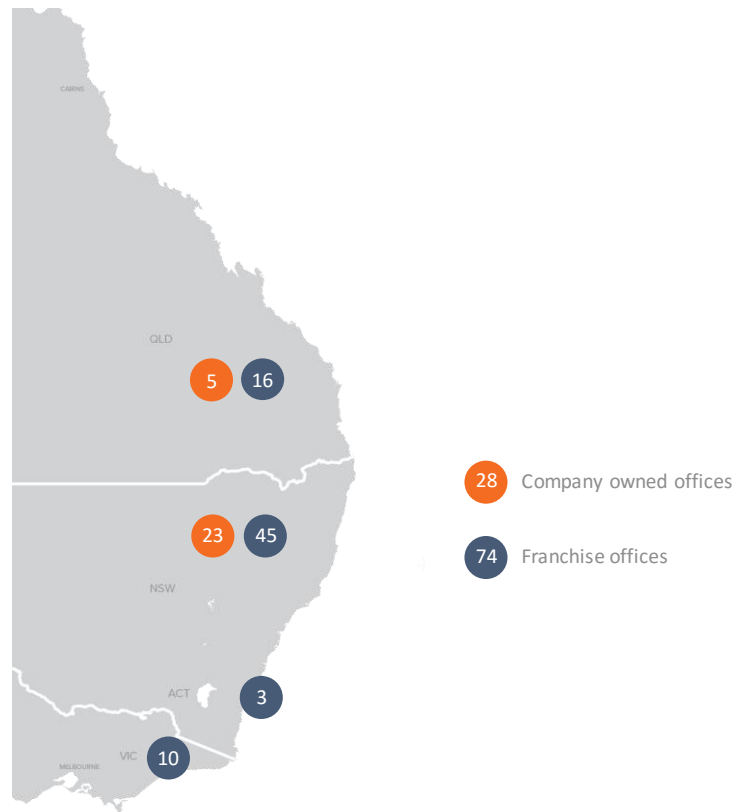 CAIRNS
QLD
5 16
28 Company owned offices
23 45
74 Franchise offices
NSW
ACT
3
VIC 10
MELBOURNE